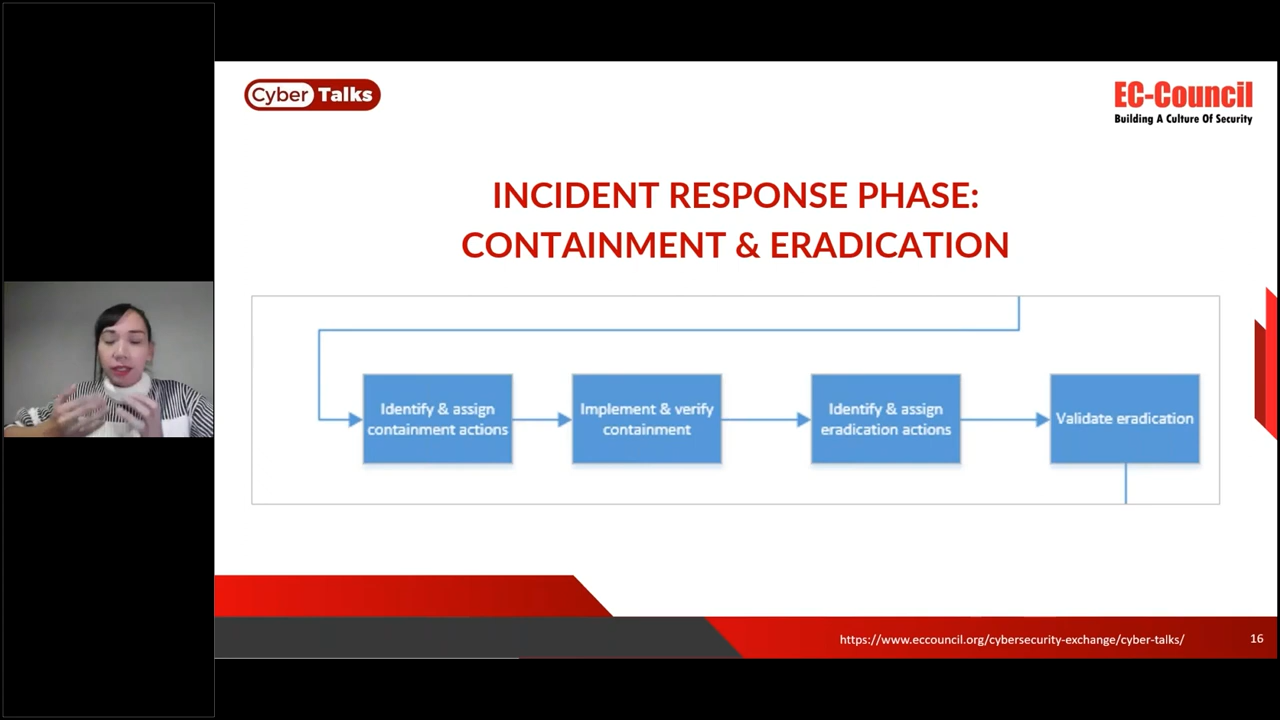 Cyber Talks
EC-Council
Building A Culture Of Security
INCIDENT RESPONSE PHASE:
CONTAINMENT & ERADICATION
Identify & assign
containment actions
Implement & verify
containment
Identify & assign
eradication actions
Validate eradication
https://www.eccouncil.org/cybersecurity-exchange/cyber-talks/
16